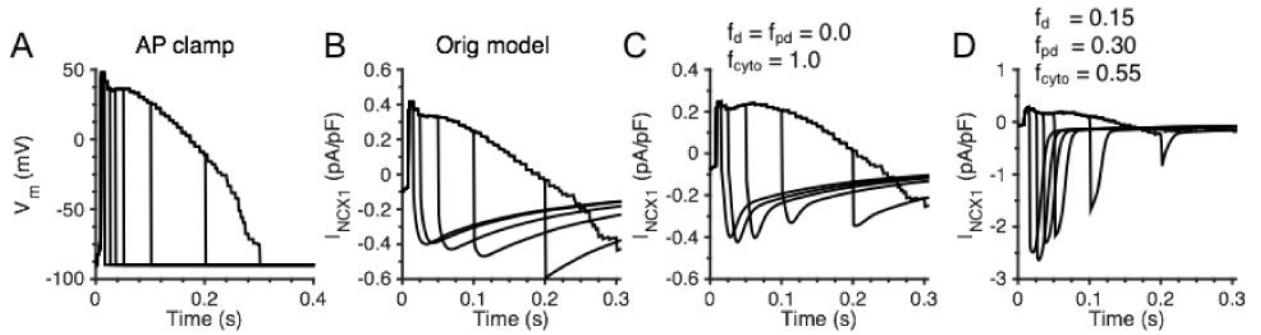 A
AP clamp
50
0
-50
-100
V_m (mV)
0
0.2
0.4
Time (s)
B
Orig model
0.6
0.4
0.2
0
-0.2
-0.4
-0.6
I_NCX1 (pA/pF)
0
0.1
0.2
0.3
Time (s)
C
f_d = f_pd = 0.0
f_cyto = 1.0
0.4
0.2
0
-0.2
-0.4
-0.6
I_NCX1 (pA/pF)
0
0.1
0.2
0.3
Time (s)
D
f_d = 0.15
f_pd = 0.30
f_cyto = 0.55
1
0
-1
-2
-3
I_NCX1 (pA/pF)
0
0.1
0.2
0.3
Time (s)